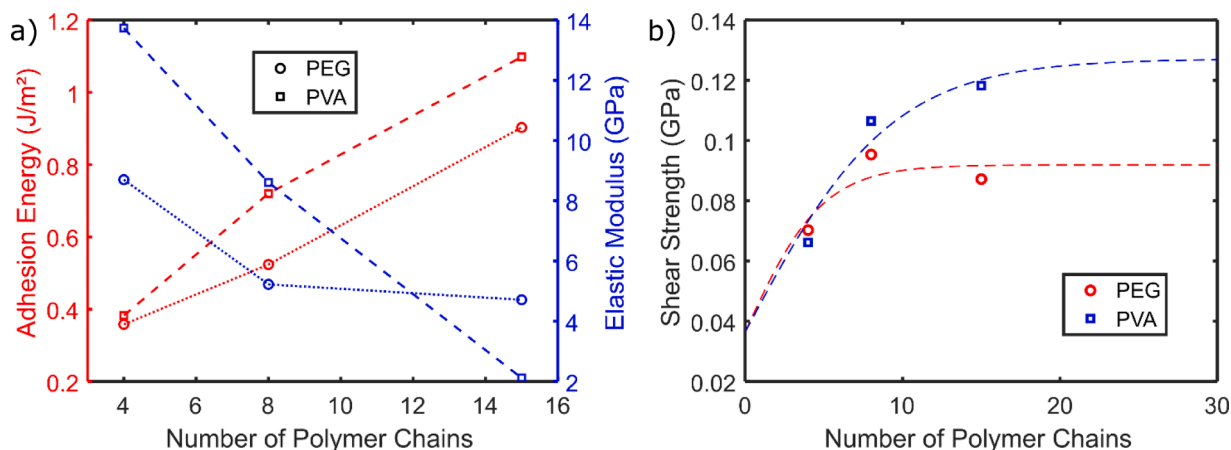 a)
Adhesion Energy (J/m²)
1.2
1
0.8
0.6
0.4
0.2
PEG
PVA
14
12
10
8
6
4
2
Elastic Modulus (GPa)
4 6 8 10 12 14 16
Number of Polymer Chains
b)
Shear Strength (GPa)
0.14
0.12
0.10
0.08
0.06
0.04
0.02
PEG
PVA
0 10 20 30
Number of Polymer Chains